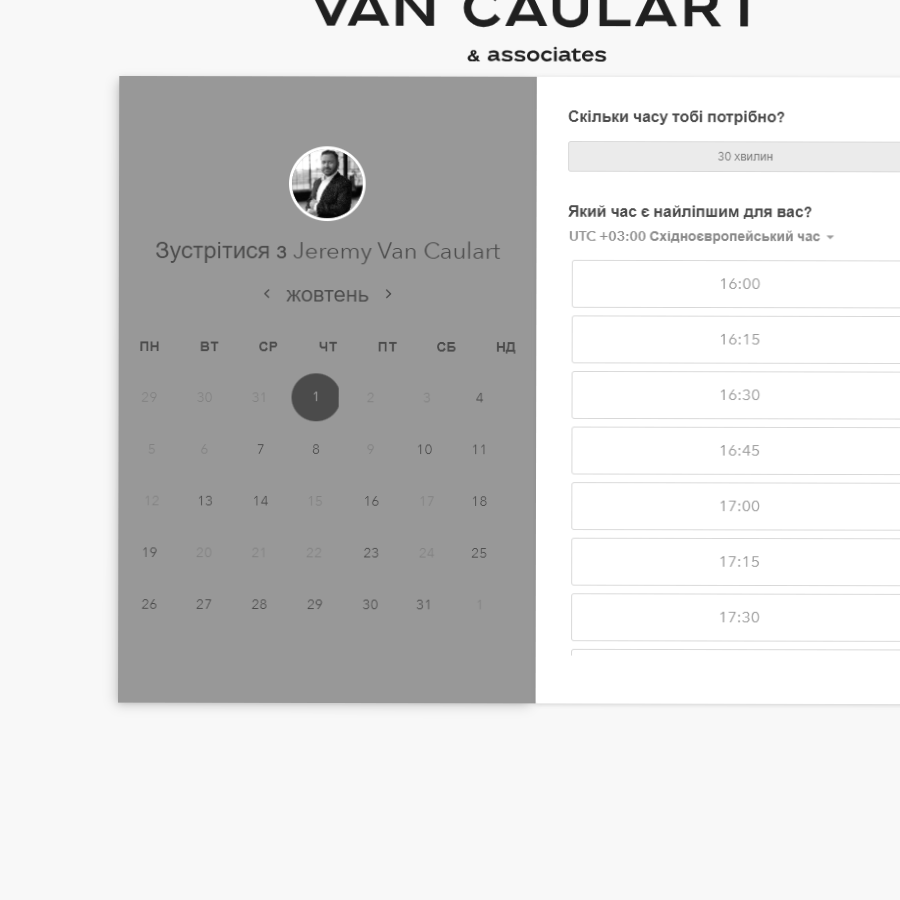 VAN CAULART
& associates
Зустрітися з Jeremy Van Caulart
жовтень
ПН ВТ СР ЧТ ПТ СБ НД
29 30 31 1 2 3 4
5 6 7 8 9 10 11
12 13 14 15 16 17 18
19 20 21 22 23 24 25
26 27 28 29 30 31 1
Скільки часу тобі потрібно?
30 хвилин
Який час є найліпшим для вас?
UTC +03:00 Східноєвропейський час
16:00
16:15
16:30
16:45
17:00
17:15
17:30